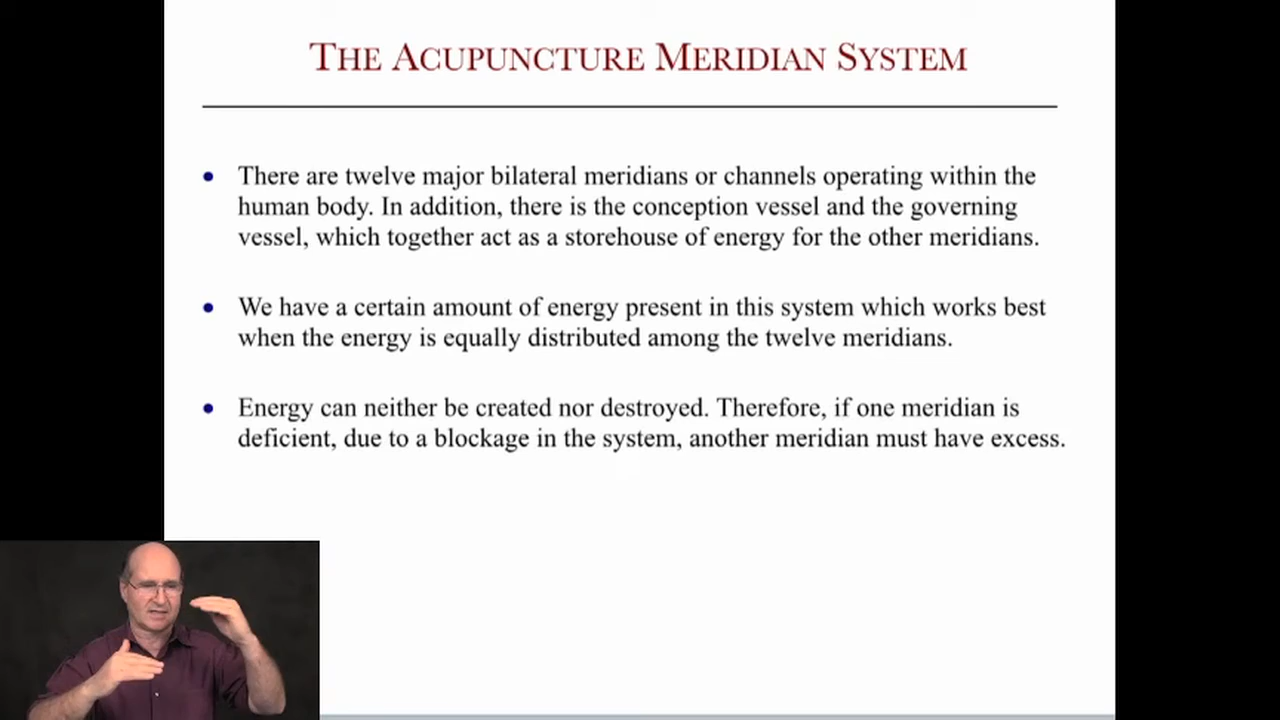 THE ACUPUNCTURE MERIDIAN SYSTEM
• There are twelve major bilateral meridians or channels operating within the
human body. In addition, there is the conception vessel and the governing
vessel, which together act as a storehouse of energy for the other meridians.
• We have a certain amount of energy present in this system which works best
when the energy is equally distributed among the twelve meridians.
• Energy can neither be created nor destroyed. Therefore, if one meridian is
deficient, due to a blockage in the system, another meridian must have excess.